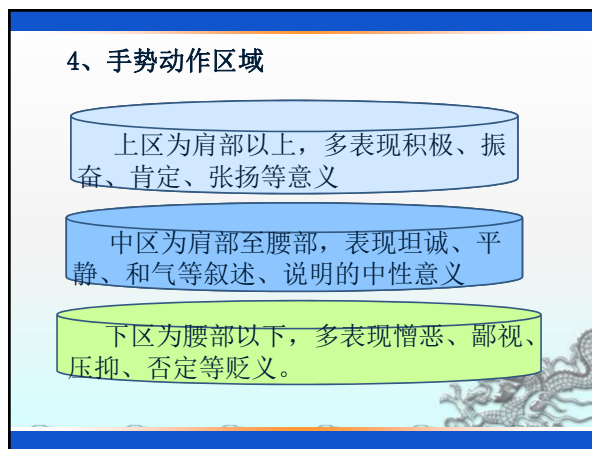 4、手势动作区域
上区为肩部以上，多表现积极、振
奋、肯定、张扬等意义
中区为肩部至腰部，表现坦诚、平
静、和气等叙述、说明的中性意义
下区为腰部以下，多表现憎恶、鄙视、
压抑、否定等贬义。